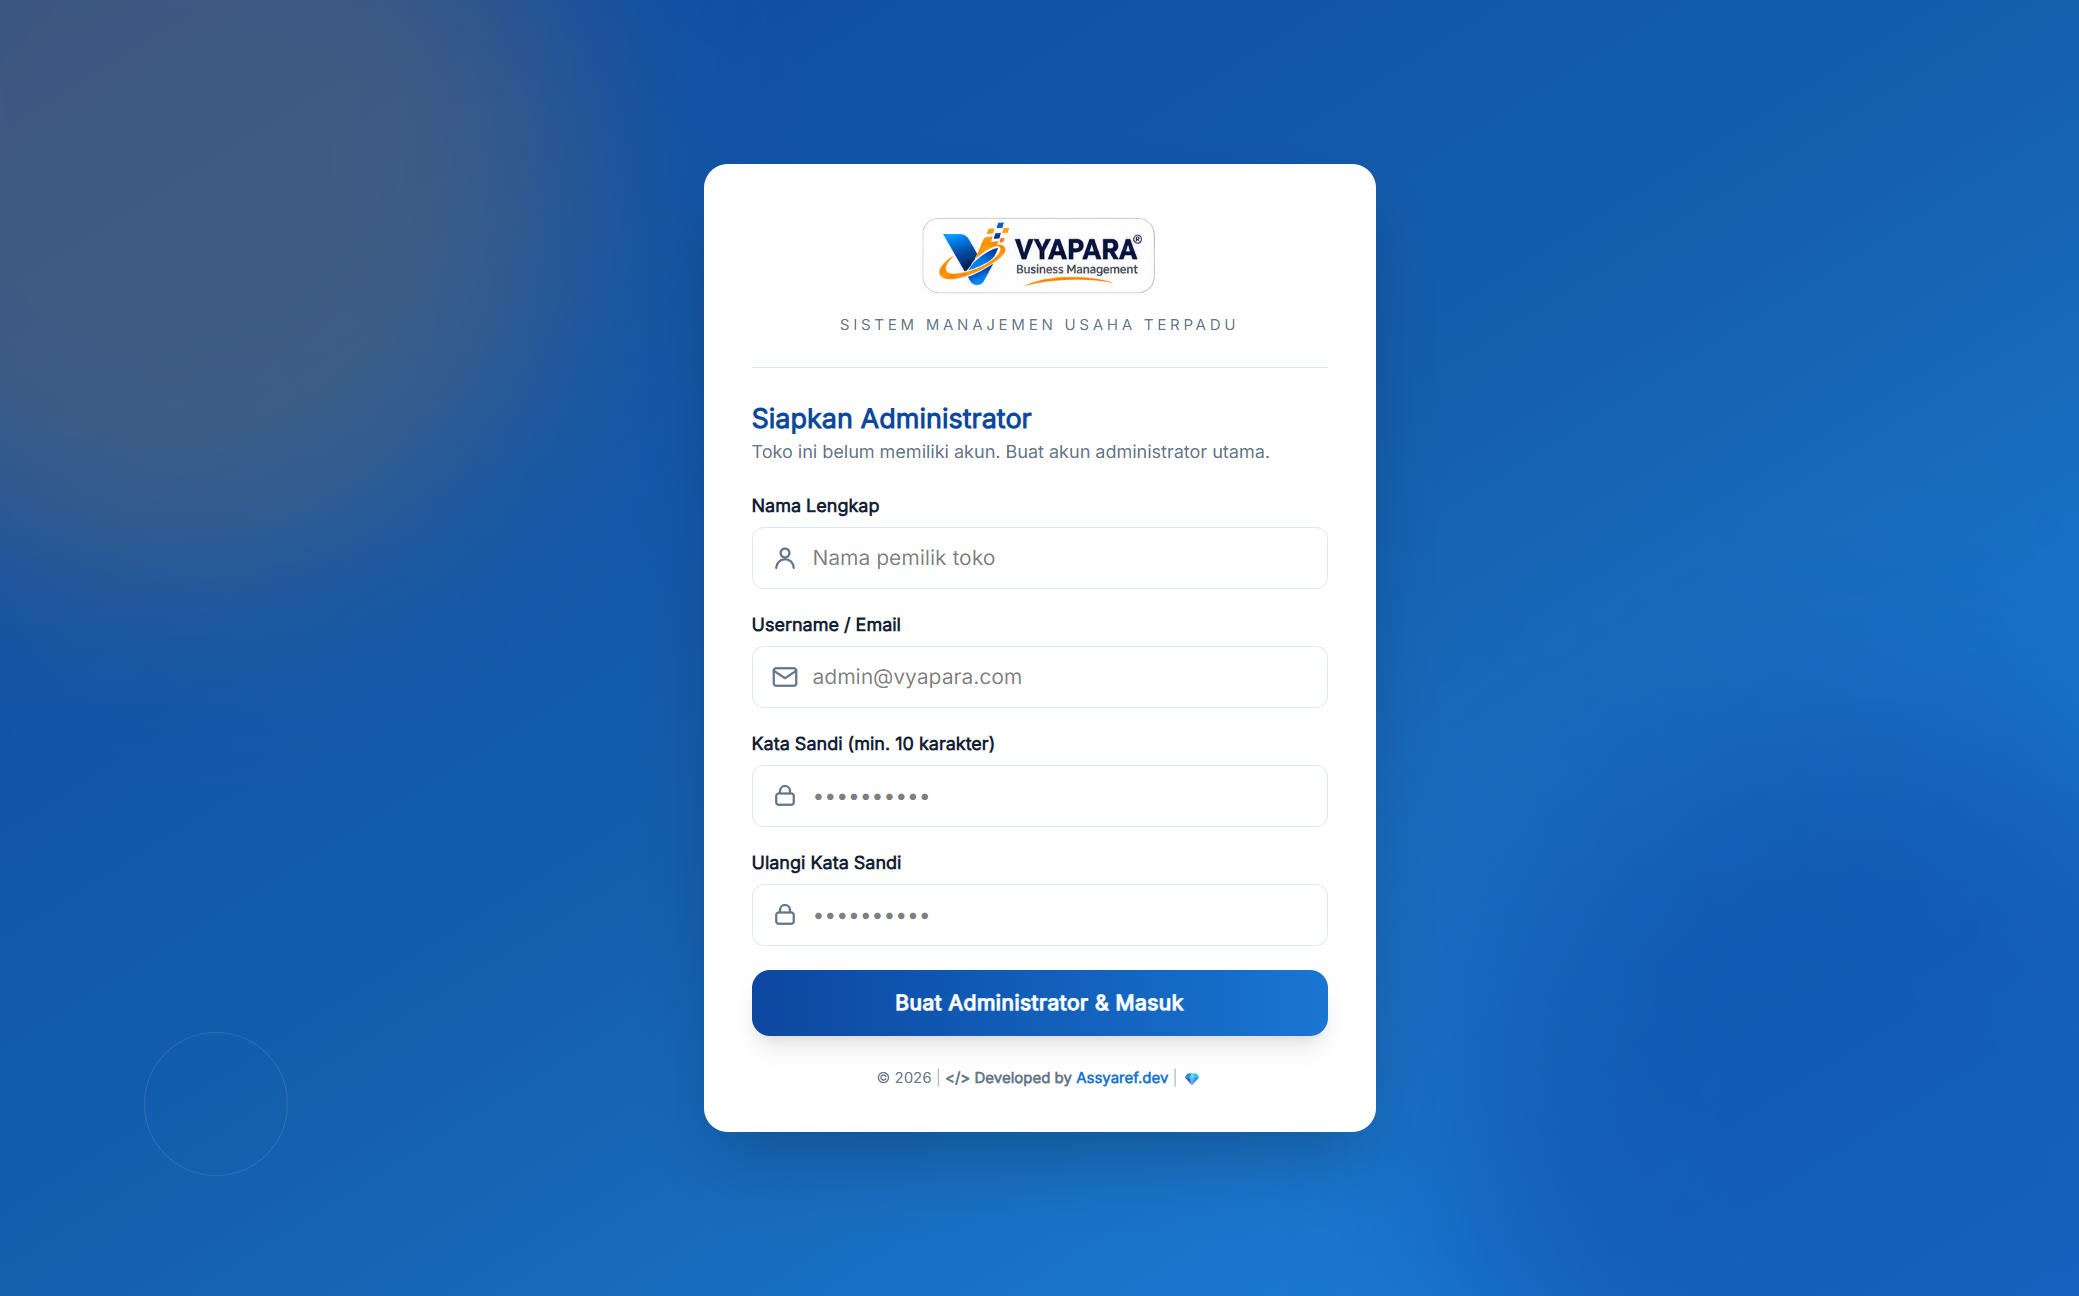 VYAPARA®
Business Management
SISTEM MANAJEMEN USAHA TERPADU
Siapkan Administrator
Toko ini belum memiliki akun. Buat akun administrator utama.
Nama Lengkap
Nama pemilik toko
Username / Email
admin@vyapara.com
Kata Sandi (min. 10 karakter)
••••••••••
Ulangi Kata Sandi
••••••••••
Buat Administrator & Masuk
© 2026 | </> Developed by Assyaref.dev | 💎